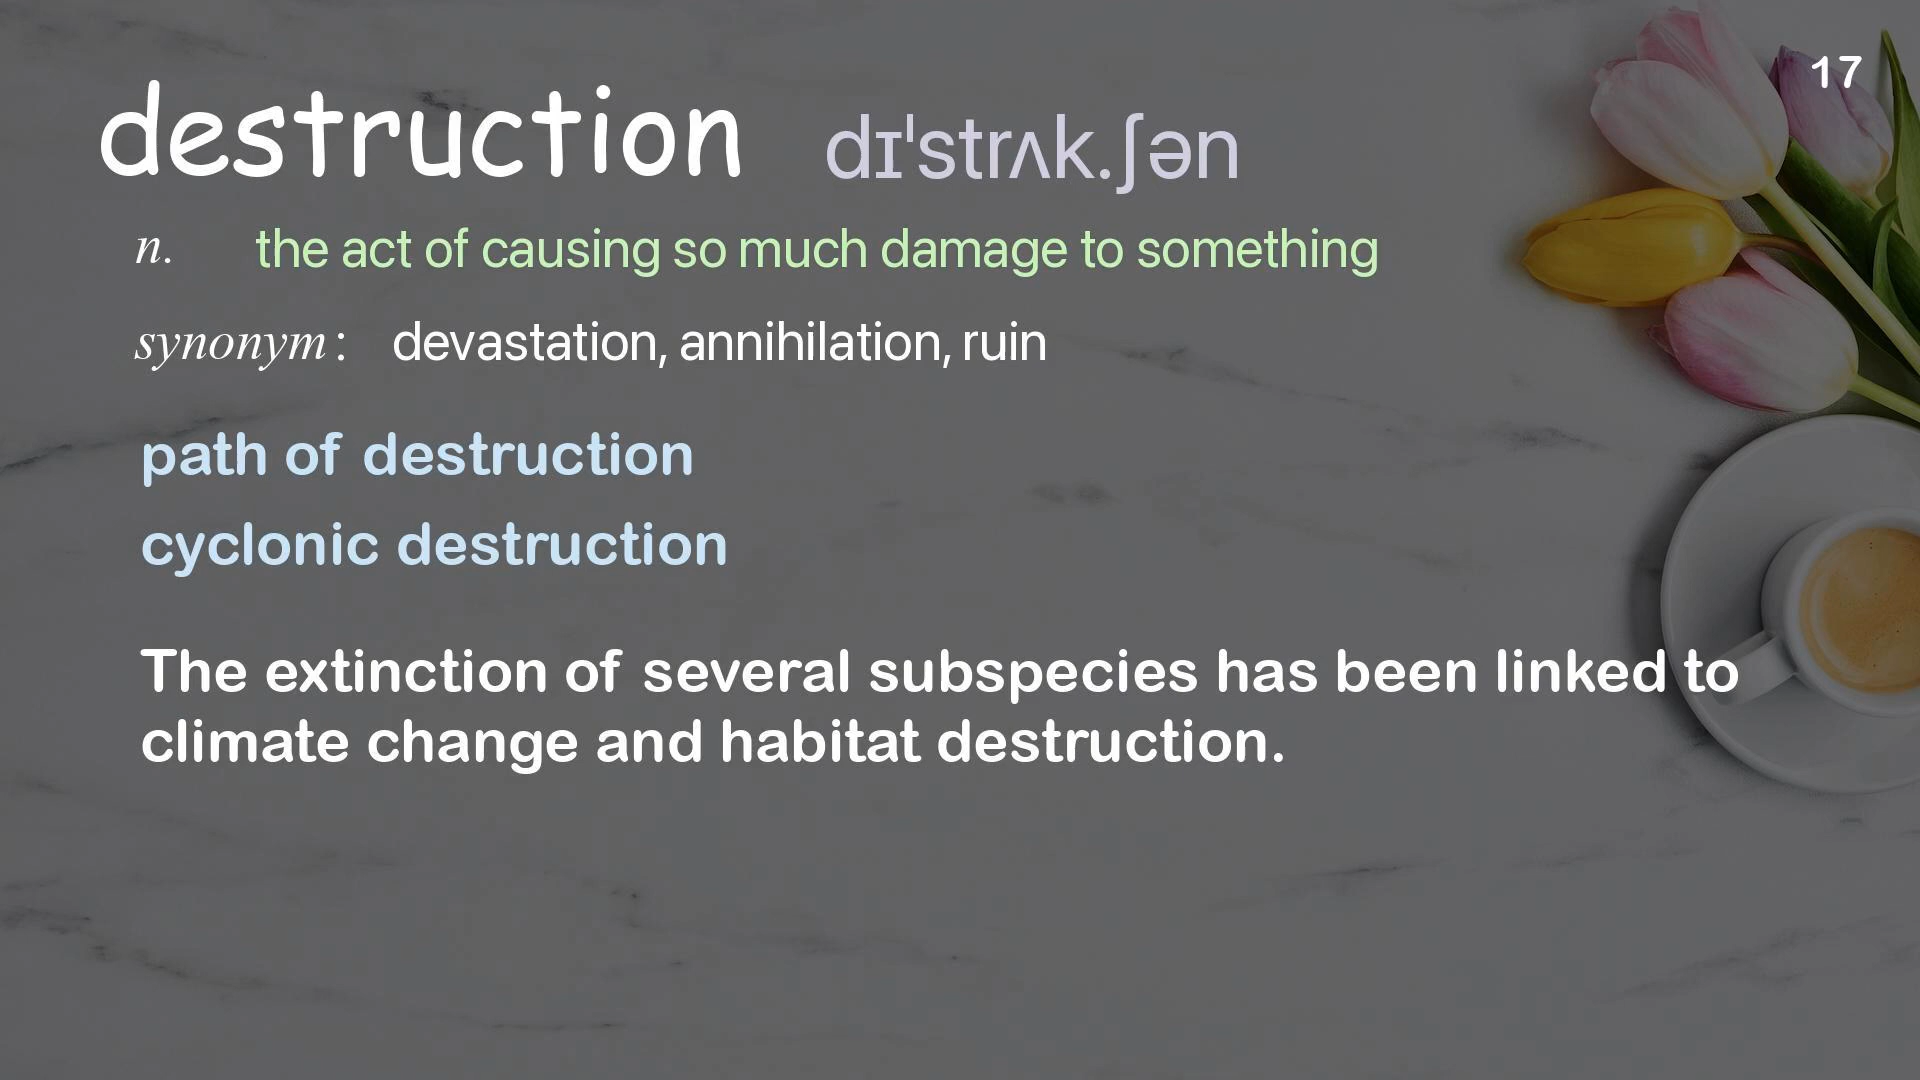 17
destruction dɪˈstrʌk.ʃən
n. the act of causing so much damage to something
synonym: devastation, annihilation, ruin
path of destruction
cyclonic destruction
The extinction of several subspecies has been linked to
climate change and habitat destruction.